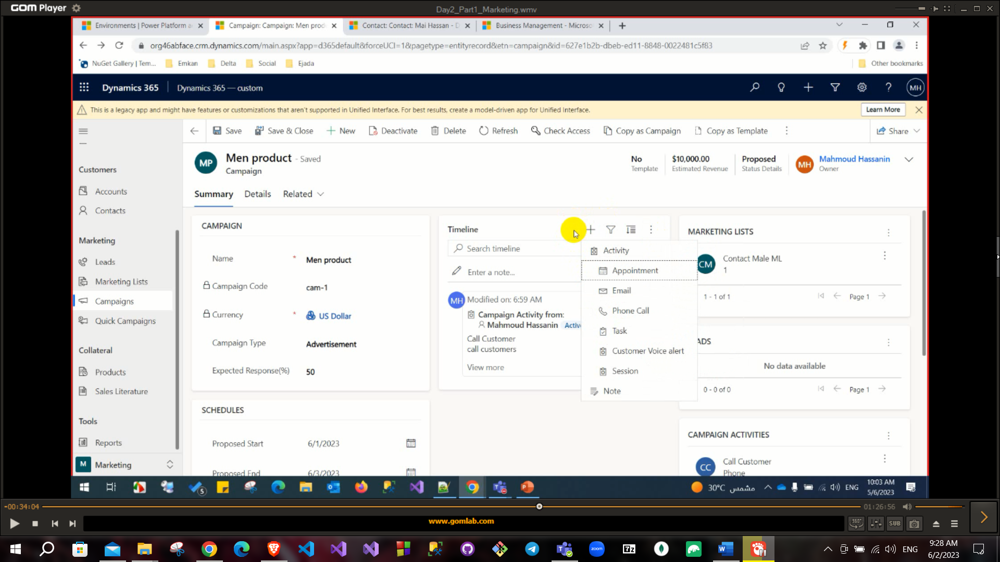 GOM Player
Day2_Part1_Marketing.wmv
Environments | Power Platform a
Campaign: Campaign: Men prod
Contact: Contact: Mai Hassan - D
Business Management - Microso
org46abface.crm.dynamics.com/main.aspx?app=d365default&forceUCI=1&pagetype=entityrecord&etn=campaign&id=627e1b2b-dbeb-ed11-8848-0022481c5f83
NuGet Gallery | Tem...
Emkan
Delta
Social
Ejada
Other bookmarks
Dynamics 365
Dynamics 365 — custom
MH
This is a legacy app and might have features or customizations that aren't supported in Unified Interface. For best results, create a model-driven app for Unified Interface.
Learn More
Save
Save & Close
New
Deactivate
Delete
Refresh
Check Access
Copy as Campaign
Copy as Template
Share
MP
Men product - Saved
Campaign
No
Template
$10,000.00
Estimated Revenue
Proposed
Status Details
MH
Mahmoud Hassanin
Owner
Summary
Details
Related
Customers
Accounts
Contacts
Marketing
Leads
Marketing Lists
Campaigns
Quick Campaigns
Collateral
Products
Sales Literature
Tools
Reports
M
Marketing
CAMPAIGN
Name * Men product
Campaign Code cam-1
Currency * US Dollar
Campaign Type Advertisement
Expected Response(%) 50
SCHEDULES
Proposed Start 6/1/2023
Proposed End 6/3/2023
Timeline
Search timeline
Enter a note...
MH
Modified on: 6:59 AM
Campaign Activity from:
Mahmoud Hassanin Activ
Call Customer
call customers
View more
Activity
Appointment
Email
Phone Call
Task
Customer Voice alert
Session
Note
MARKETING LISTS
CM
Contact Male ML
1
1 - 1 of 1
Page 1
ADS
No data available
0 - 0 of 0
Page 1
CAMPAIGN ACTIVITIES
CC
Call Customer
Phone
5
30°C مشمس
ENG
10:03 AM
5/6/2023
-00:34:04
01:26:56
www.gomlab.com
360°
SUB
zoom
7z
W
ENG
9:28 AM
6/2/2023